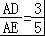 AD/AE = 3/5